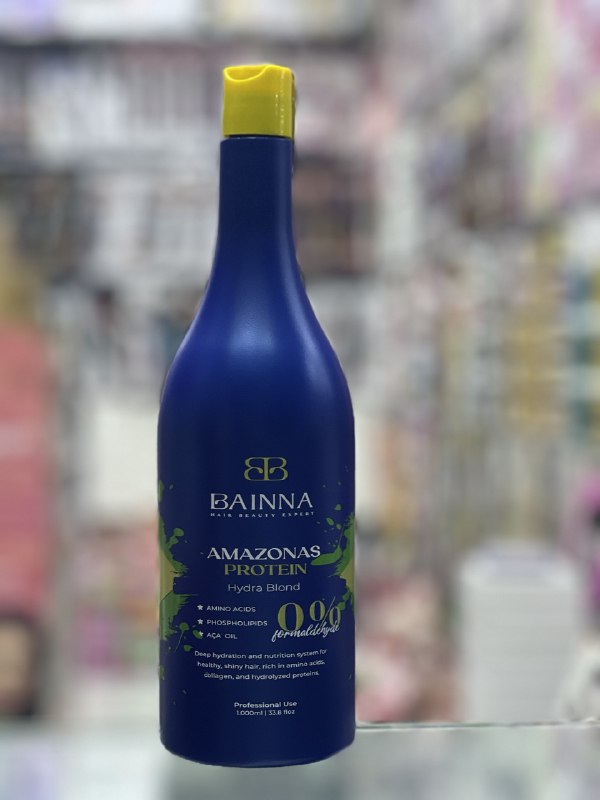 BAINNA
HAIR BEAUTY EXPERT
AMAZONAS
PROTEIN
Hydra Blond
AMINO ACIDS
PHOSPHOLIPIDS
AÇA OIL
0%
formaldehyde
Deep hydration and nutrition system for
healthy, shiny hair, rich in amino acids,
collagen, and hydrolyzed proteins.
Professional Use
1.000ml | 33.8 floz